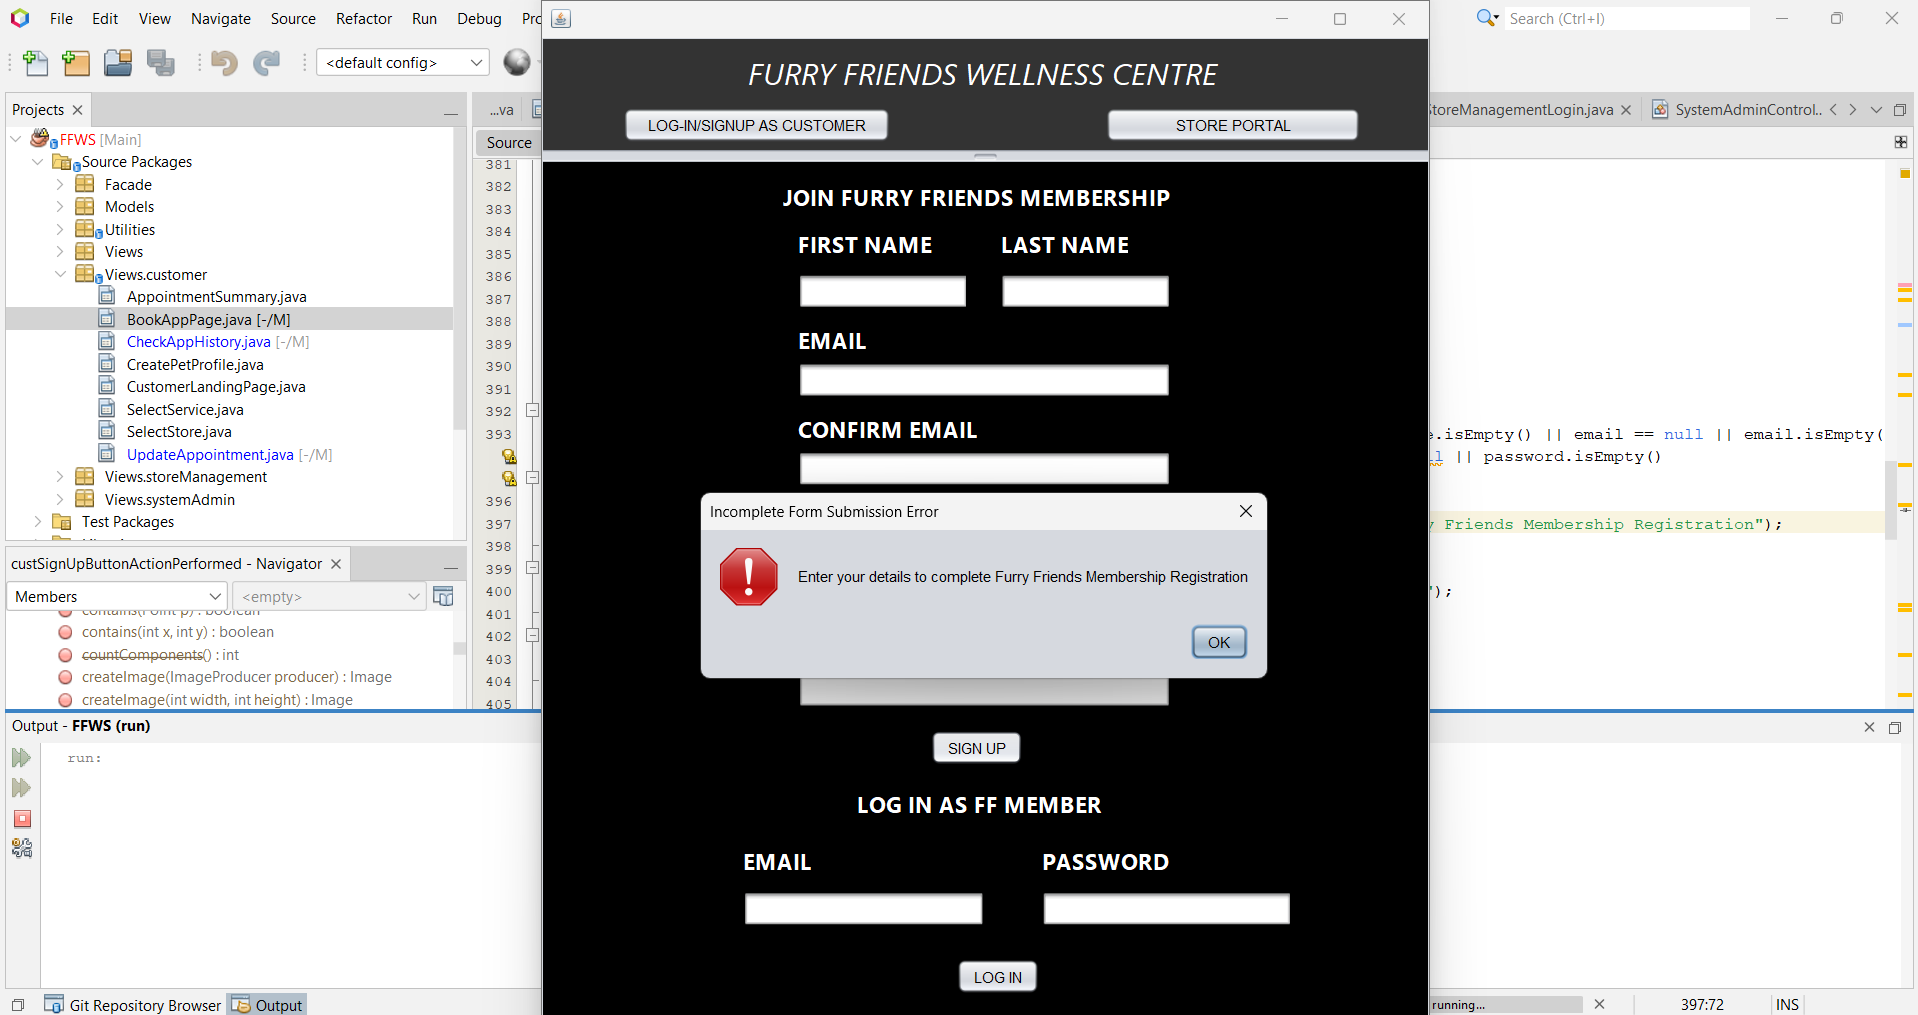 File Edit View Navigate Source Refactor Run Debug
Search (Ctrl+I)
<default config>
Projects
...va
Source
FFWS [Main]
Source Packages
Facade
Models
Utilities
Views
Views.customer
AppointmentSummary.java
BookAppPage.java [-/M]
CheckAppHistory.java [-/M]
CreatePetProfile.java
CustomerLandingPage.java
SelectService.java
SelectStore.java
UpdateAppointment.java [-/M]
Views.storeManagement
Views.systemAdmin
Test Packages
custSignUpButtonActionPerformed - Navigator
Members
<empty>
contains(Point p) : boolean
contains(int x, int y) : boolean
countComponents() : int
createImage(ImageProducer producer) : Image
createImage(int width, int height) : Image
381
382
383
384
385
386
387
388
389
390
391
392
393
396
397
398
399
400
401
402
403
404
405
FURRY FRIENDS WELLNESS CENTRE
LOG-IN/SIGNUP AS CUSTOMER
STORE PORTAL
JOIN FURRY FRIENDS MEMBERSHIP
FIRST NAME
LAST NAME
EMAIL
CONFIRM EMAIL
Incomplete Form Submission Error
Enter your details to complete Furry Friends Membership Registration
OK
SIGN UP
LOG IN AS FF MEMBER
EMAIL
PASSWORD
LOG IN
toreManagementLogin.java
SystemAdminControl...
e.isEmpty() || email == null || email.isEmpty(
ll || password.isEmpty()
y Friends Membership Registration");
");
Output - FFWS (run)
run:
Git Repository Browser
Output
running...
397:72
INS